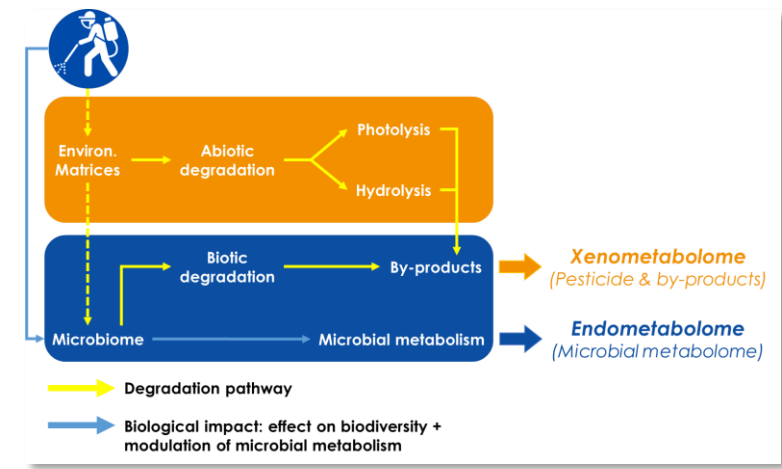 Photolysis
Environ.
Matrices
Abiotic
degradation
Hydrolysis
Biotic
degradation
By-products
Xenometabolome
(Pesticide & by-products)
Microbiome
Microbial metabolism
Endometabolome
(Microbial metabolome)
Degradation pathway
Biological impact: effect on biodiversity +
modulation of microbial metabolism